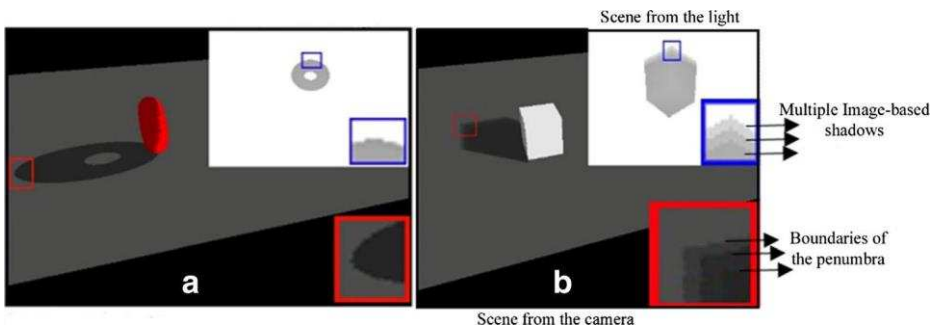 Scene from the light
Multiple Image-based
shadows
Boundaries of
the penumbra
a
b
Scene from the camera